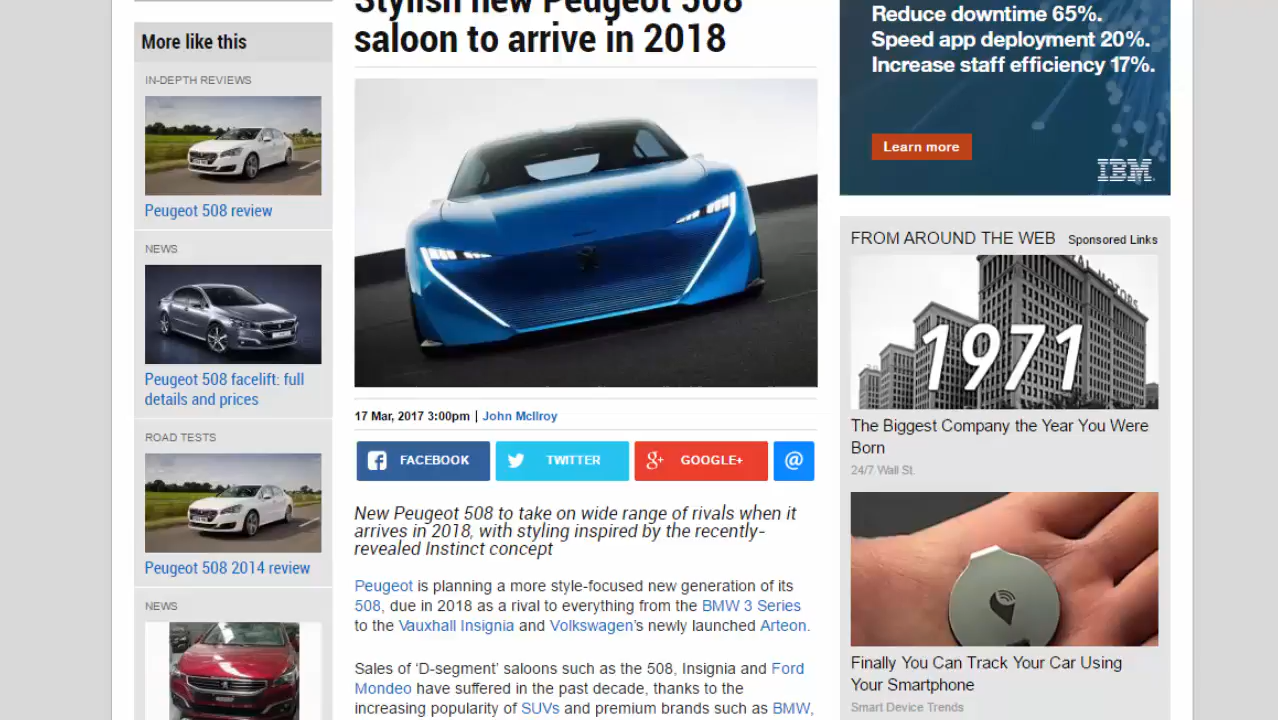 More like this
IN-DEPTH REVIEWS
Peugeot 508 review
NEWS
Peugeot 508 facelift: full
details and prices
ROAD TESTS
Peugeot 508 2014 review
NEWS
Stylish new Peugeot 508
saloon to arrive in 2018
17 Mar, 2017 3:00pm | John McIlroy
FACEBOOK
TWITTER
GOOGLE+
@
New Peugeot 508 to take on wide range of rivals when it
arrives in 2018, with styling inspired by the recently-
revealed Instinct concept
Peugeot is planning a more style-focused new generation of its
508, due in 2018 as a rival to everything from the BMW 3 Series
to the Vauxhall Insignia and Volkswagen's newly launched Arteon.
Sales of ‘D-segment’ saloons such as the 508, Insignia and Ford
Mondeo have suffered in the past decade, thanks to the
increasing popularity of SUVs and premium brands such as BMW,
Reduce downtime 65%.
Speed app deployment 20%.
Increase staff efficiency 17%.
Learn more
IBM
FROM AROUND THE WEB Sponsored Links
MOTORS
1971
The Biggest Company the Year You Were
Born
24/7 Wall St.
Finally You Can Track Your Car Using
Your Smartphone
Smart Device Trends